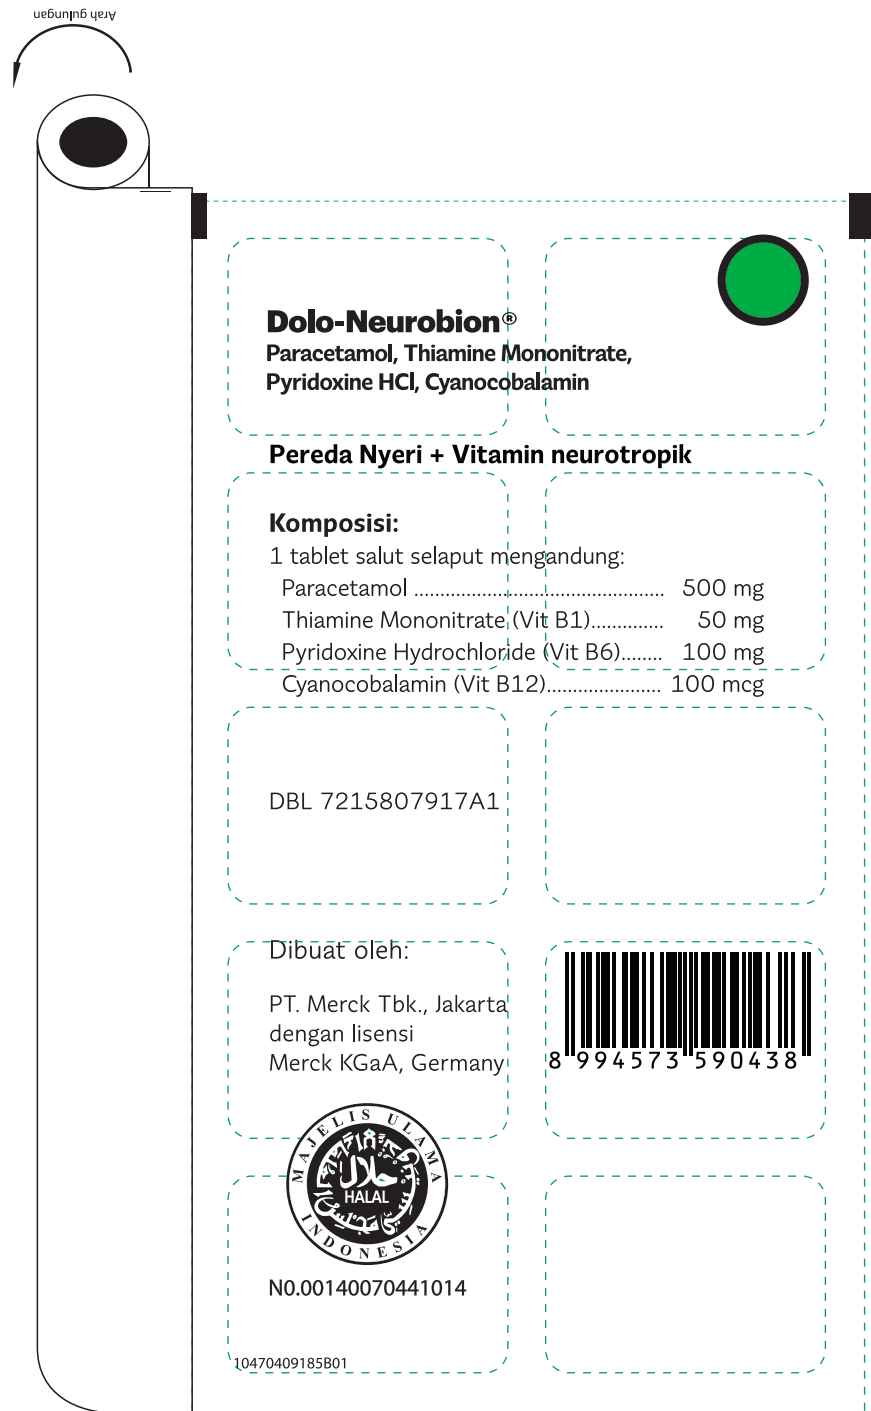 Arah gulungan
Dolo-Neurobion®
Paracetamol, Thiamine Mononitrate,
Pyridoxine HCl, Cyanocobalamin
Pereda Nyeri + Vitamin neurotropik
Komposisi:
1 tablet salut selaput mengandung:
Paracetamol ................................................ 500 mg
Thiamine Mononitrate (Vit B1).............. 50 mg
Pyridoxine Hydrochloride (Vit B6)........ 100 mg
Cyanocobalamin (Vit B12)...................... 100 mcg
DBL 7215807917A1
Dibuat oleh:
PT. Merck Tbk., Jakarta
dengan lisensi
Merck KGaA, Germany
8 994573 590438
MAJELIS ULAMA
حلال
HALAL
INDONESIA
N0.00140070441014
10470409185B01